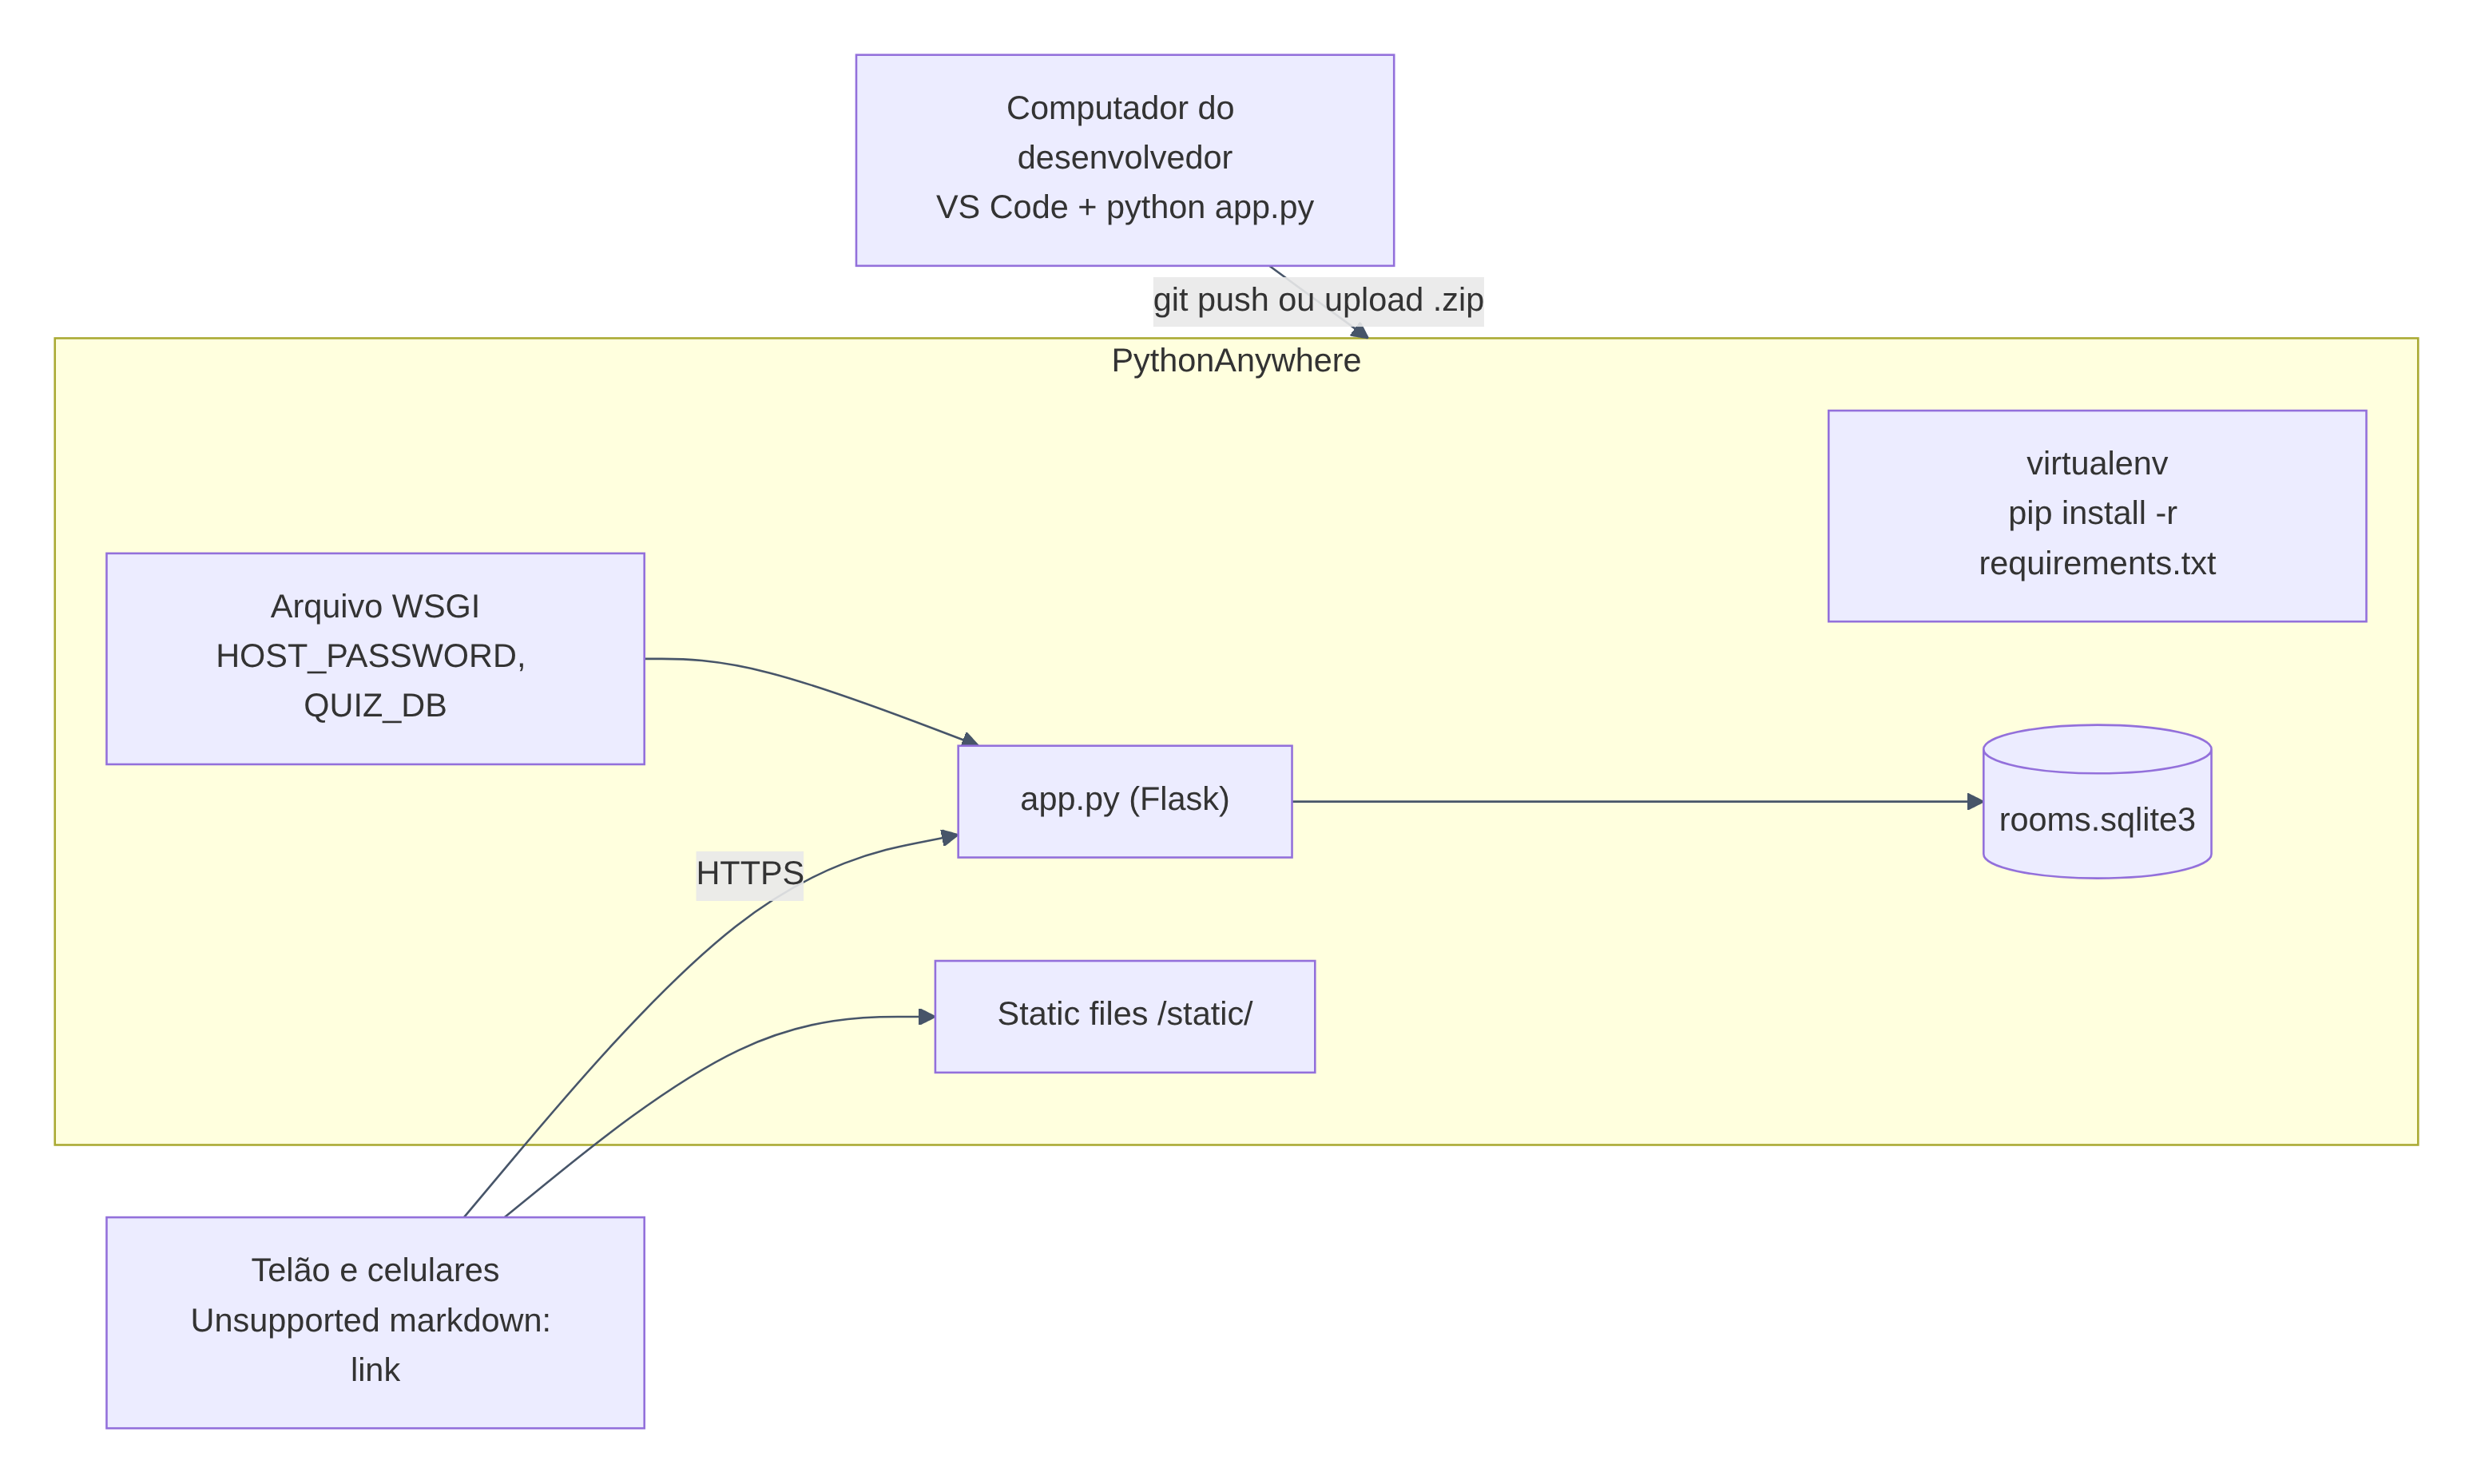 Computador do
desenvolvedor
VS Code + python app.py
git push ou upload .zip
PythonAnywhere
virtualenv
pip install -r
requirements.txt
Arquivo WSGI
HOST_PASSWORD,
QUIZ_DB
app.py (Flask)
rooms.sqlite3
HTTPS
Static files /static/
Telão e celulares
Unsupported markdown:
link